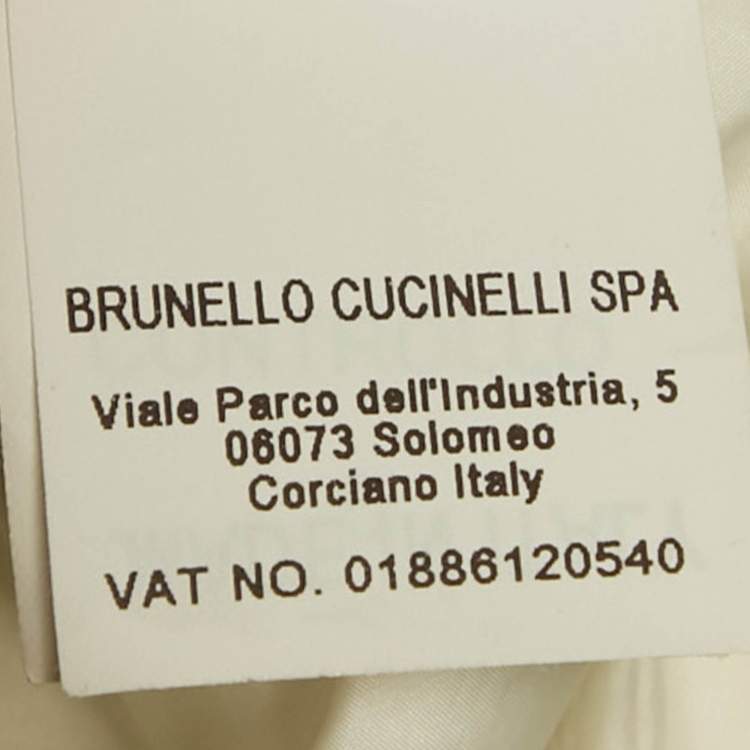 BRUNELLO CUCINELLI SPA
Viale Parco dell'Industria, 5
06073 Solomeo
Corciano Italy
VAT NO. 01886120540